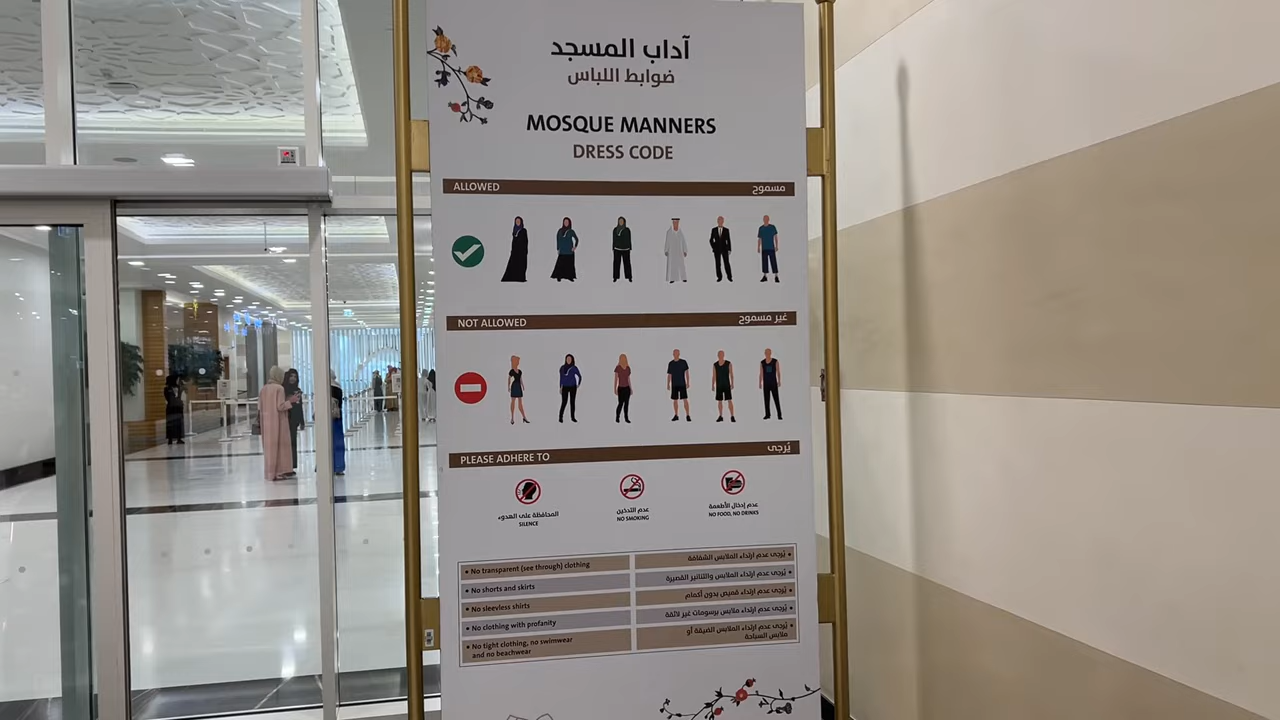 آداب المسجد
ضوابط اللباس
MOSQUE MANNERS
DRESS CODE
ALLOWED مسموح
NOT ALLOWED غير مسموح
PLEASE ADHERE TO يُرجى
المحافظة على الهدوء
SILENCE
عدم التدخين
NO SMOKING
عدم إدخال الأطعمة
NO FOOD, NO DRINKS
• No transparent (see through) clothing
• يُرجى عدم ارتداء الملابس الشفافة
• No shorts and skirts
• يُرجى عدم ارتداء الملابس والتنانير القصيرة
• No sleevless shirts
• يُرجى عدم ارتداء قميص بدون أكمام
• No clothing with profanity
• يُرجى عدم ارتداء ملابس برسومات غير لائقة
• No tight clothing, no swimwear
and no beachwear
• يُرجى عدم ارتداء الملابس الضيقة أو
ملابس السباحة